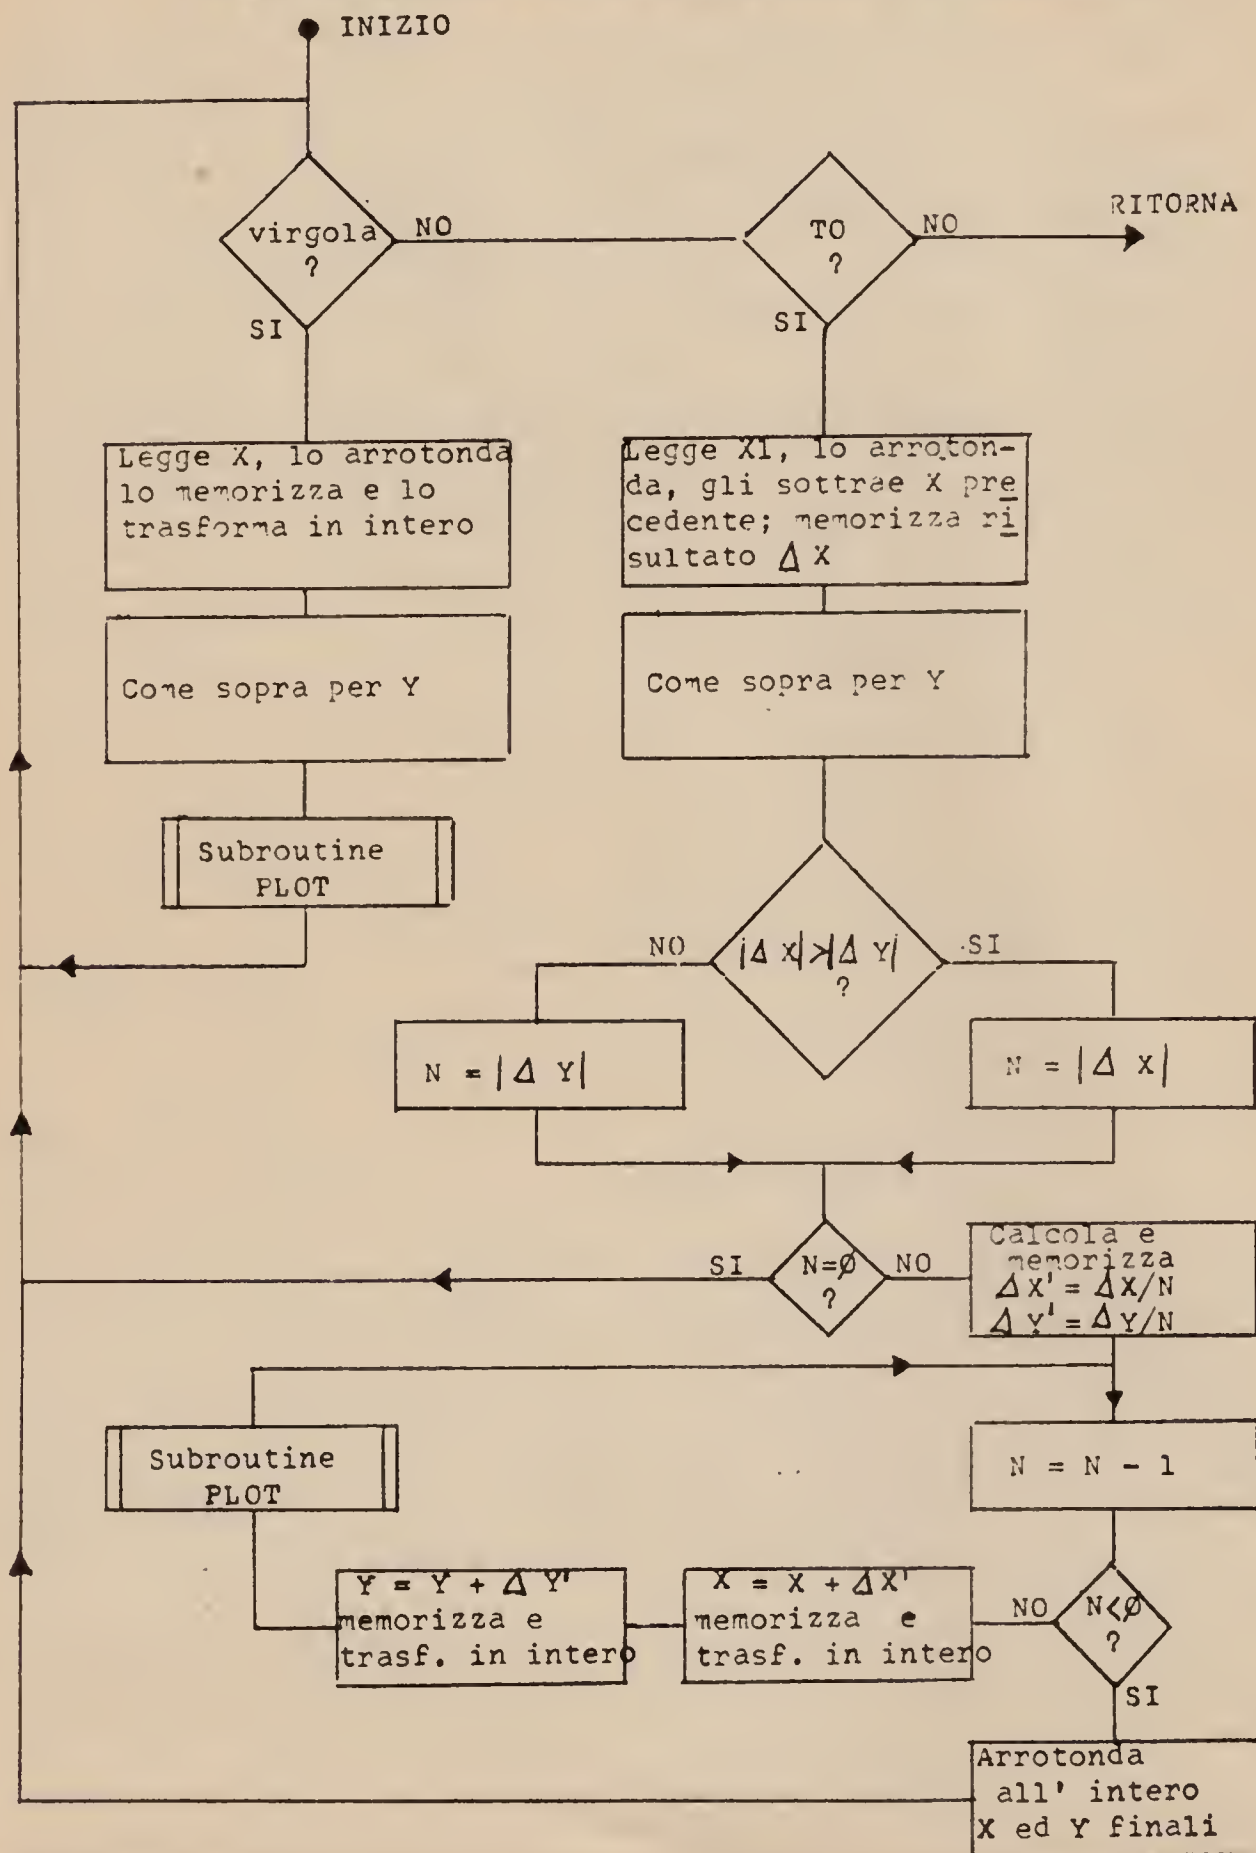 INIZIO
virgola
?
NO
SI
TO
?
NO
SI
RITORNA
Legge X, lo arrotonda
lo memorizza e lo
trasforma in intero
Legge X1, lo arroton-
da, gli sottrae X pre
cedente; memorizza ri
sultato Δ X
Come sopra per Y
Come sopra per Y
Subroutine
PLOT
|Δ X|>|Δ Y|
?
NO
SI
N = |Δ Y|
N = |Δ X|
N=Ø
?
SI
NO
Calcola e
memorizza
Δ X' = Δ X/N
Δ Y' = Δ Y/N
N = N - 1
Subroutine
PLOT
Y = Y + Δ Y'
memorizza e
trasf. in intero
X = X + Δ X'
memorizza e
trasf. in intero
NO
N<Ø
?
SI
Arrotonda
all' intero
X ed Y finali